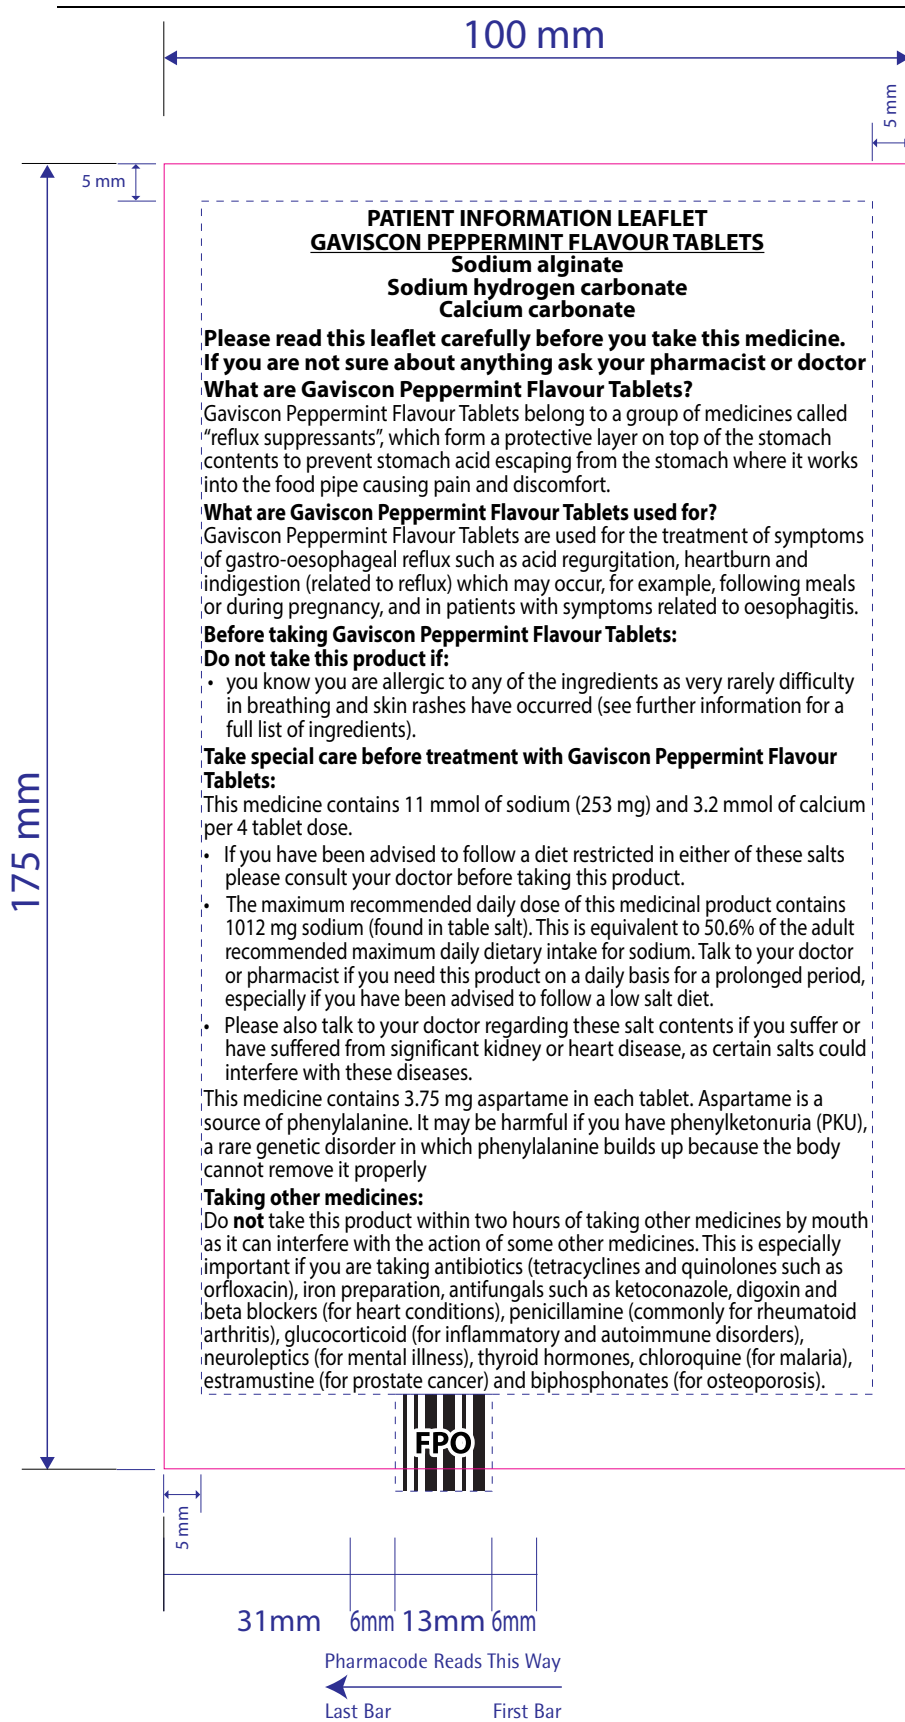 100 mm
5 mm
5 mm
175 mm
PATIENT INFORMATION LEAFLET
GAVISCON PEPPERMINT FLAVOUR TABLETS
Sodium alginate
Sodium hydrogen carbonate
Calcium carbonate
Please read this leaflet carefully before you take this medicine.
If you are not sure about anything ask your pharmacist or doctor
What are Gaviscon Peppermint Flavour Tablets?
Gaviscon Peppermint Flavour Tablets belong to a group of medicines called
“reflux suppressants”, which form a protective layer on top of the stomach
contents to prevent stomach acid escaping from the stomach where it works
into the food pipe causing pain and discomfort.
What are Gaviscon Peppermint Flavour Tablets used for?
Gaviscon Peppermint Flavour Tablets are used for the treatment of symptoms
of gastro-oesophageal reflux such as acid regurgitation, heartburn and
indigestion (related to reflux) which may occur, for example, following meals
or during pregnancy, and in patients with symptoms related to oesophagitis.
Before taking Gaviscon Peppermint Flavour Tablets:
Do not take this product if:
• you know you are allergic to any of the ingredients as very rarely difficulty
in breathing and skin rashes have occurred (see further information for a
full list of ingredients).
Take special care before treatment with Gaviscon Peppermint Flavour
Tablets:
This medicine contains 11 mmol of sodium (253 mg) and 3.2 mmol of calcium
per 4 tablet dose.
• If you have been advised to follow a diet restricted in either of these salts
please consult your doctor before taking this product.
• The maximum recommended daily dose of this medicinal product contains
1012 mg sodium (found in table salt). This is equivalent to 50.6% of the adult
recommended maximum daily dietary intake for sodium. Talk to your doctor
or pharmacist if you need this product on a daily basis for a prolonged period,
especially if you have been advised to follow a low salt diet.
• Please also talk to your doctor regarding these salt contents if you suffer or
have suffered from significant kidney or heart disease, as certain salts could
interfere with these diseases.
This medicine contains 3.75 mg aspartame in each tablet. Aspartame is a
source of phenylalanine. It may be harmful if you have phenylketonuria (PKU),
a rare genetic disorder in which phenylalanine builds up because the body
cannot remove it properly
Taking other medicines:
Do not take this product within two hours of taking other medicines by mouth
as it can interfere with the action of some other medicines. This is especially
important if you are taking antibiotics (tetracyclines and quinolones such as
orfloxacin), iron preparation, antifungals such as ketoconazole, digoxin and
beta blockers (for heart conditions), penicillamine (commonly for rheumatoid
arthritis), glucocorticoid (for inflammatory and autoimmune disorders),
neuroleptics (for mental illness), thyroid hormones, chloroquine (for malaria),
estramustine (for prostate cancer) and biphosphonates (for osteoporosis).
FPO
5 mm
31mm 6mm 13mm 6mm
Pharmacode Reads This Way
Last Bar First Bar